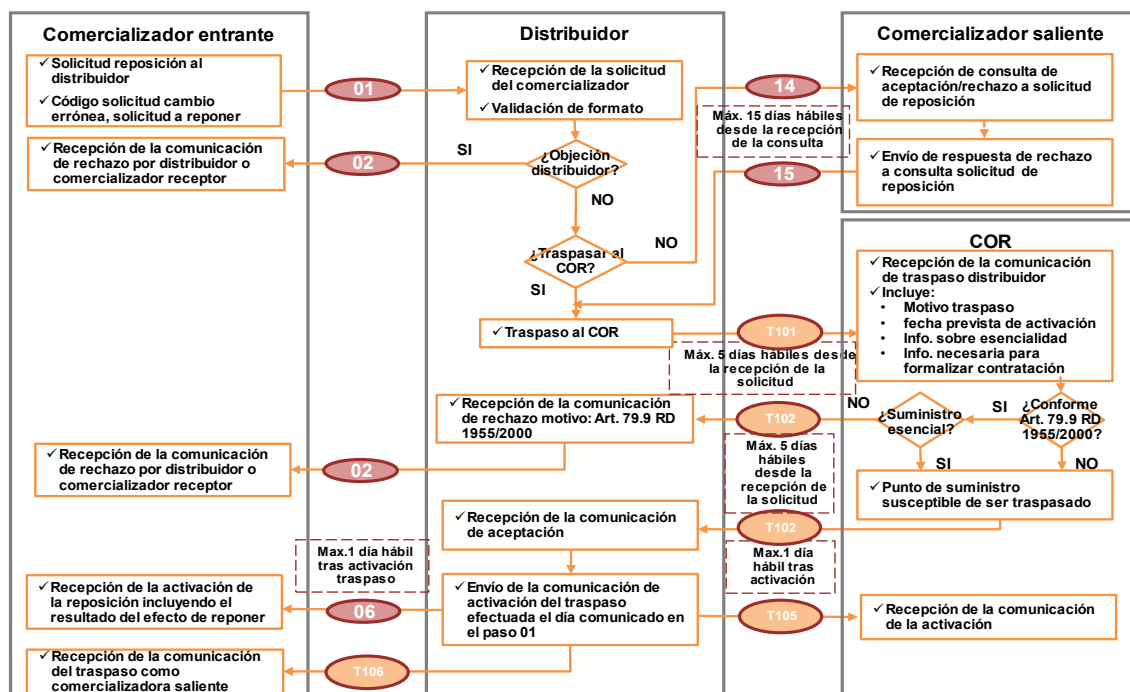 Comercializador entrante
✓ Solicitud reposición al
distribuidor
✓ Código solicitud cambio
errónea, solicitud a reponer
01
✓ Recepción de la comunicación
de rechazo por distribuidor o
comercializador receptor
02
SI
Distribuidor
✓ Recepción de la solicitud
del comercializador
✓ Validación de formato
¿Objeción
distribuidor?
NO
¿Traspasar al
COR?
NO
SI
✓ Traspaso al COR
14
Máx. 15 días hábiles
desde la recepción
de la consulta
15
Comercializador saliente
✓ Recepción de consulta de
aceptación/rechazo a solicitud
de reposición
✓ Envío de respuesta de rechazo
a consulta solicitud de
reposición
COR
✓ Recepción de la comunicación
de traspaso distribuidor
✓ Incluye:
• Motivo traspaso
• fecha prevista de activación
• Info. sobre esencialidad
• Info. necesaria para
formalizar contratación
T101
Máx. 5 días hábiles desde
la recepción de la
solicitud
¿Conforme
Art. 79.9 RD
1955/2000?
SI
NO
¿Suministro
esencial?
NO
SI
T102
✓ Recepción de la comunicación
de rechazo motivo: Art. 79.9 RD
1955/2000
Máx. 5 días
hábiles
desde la
recepción de
la solicitud
02
✓ Recepción de la comunicación
de rechazo por distribuidor o
comercializador receptor
✓ Punto de suministro
susceptible de ser traspasado
T102
✓ Recepción de la comunicación
de aceptación
Max.1 día hábil
tras activación
traspaso
Max.1 día
hábil tras
activación
✓ Envío de la comunicación de
activación del traspaso
efectuada el día comunicado en
el paso 01
06
✓ Recepción de la activación de
la reposición incluyendo el
resultado del efecto de reponer
T105
✓ Recepción de la comunicación
de la activación
T106
✓ Recepción de la comunicación
del traspaso como
comercializadora saliente